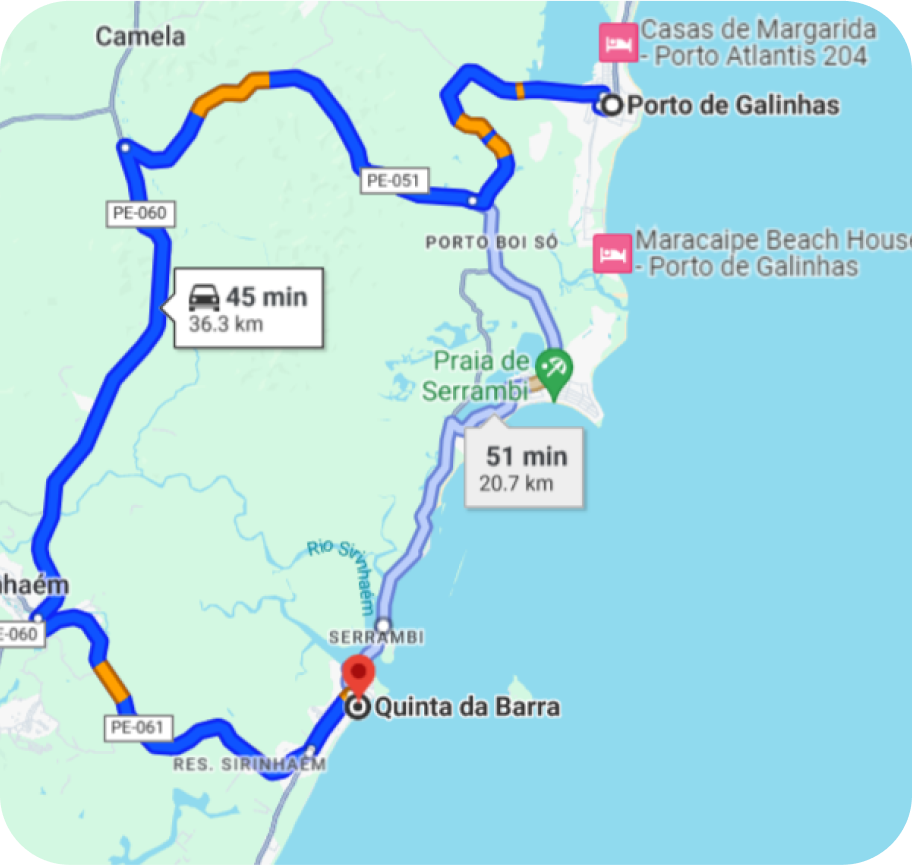 Camela
Casas de Margarida
- Porto Atlantis 204
Porto de Galinhas
PE-051
PE-060
PORTO BOI SÓ
Maracaipe Beach House
- Porto de Galinhas
45 min
36.3 km
Praia de
Serrambi
51 min
20.7 km
Rio Sirinhaém
nhaém
E-060
SERRAMBI
Quinta da Barra
PE-061
RES. SIRINHAÉM